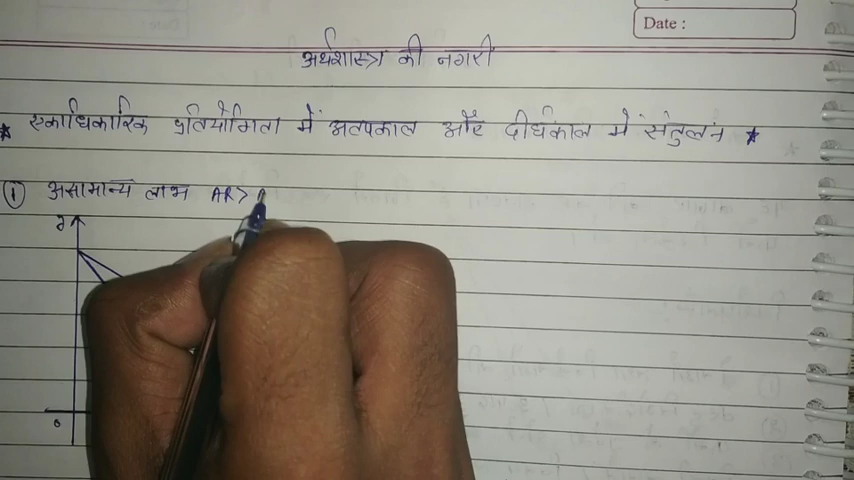 Date :
अर्थशास्त्र की नगरी
* एकाधिकारिक प्रतियोगिता में अल्पकाल और दीर्घकाल में संतुलन *
① असामान्य लाभ AR>
y
0